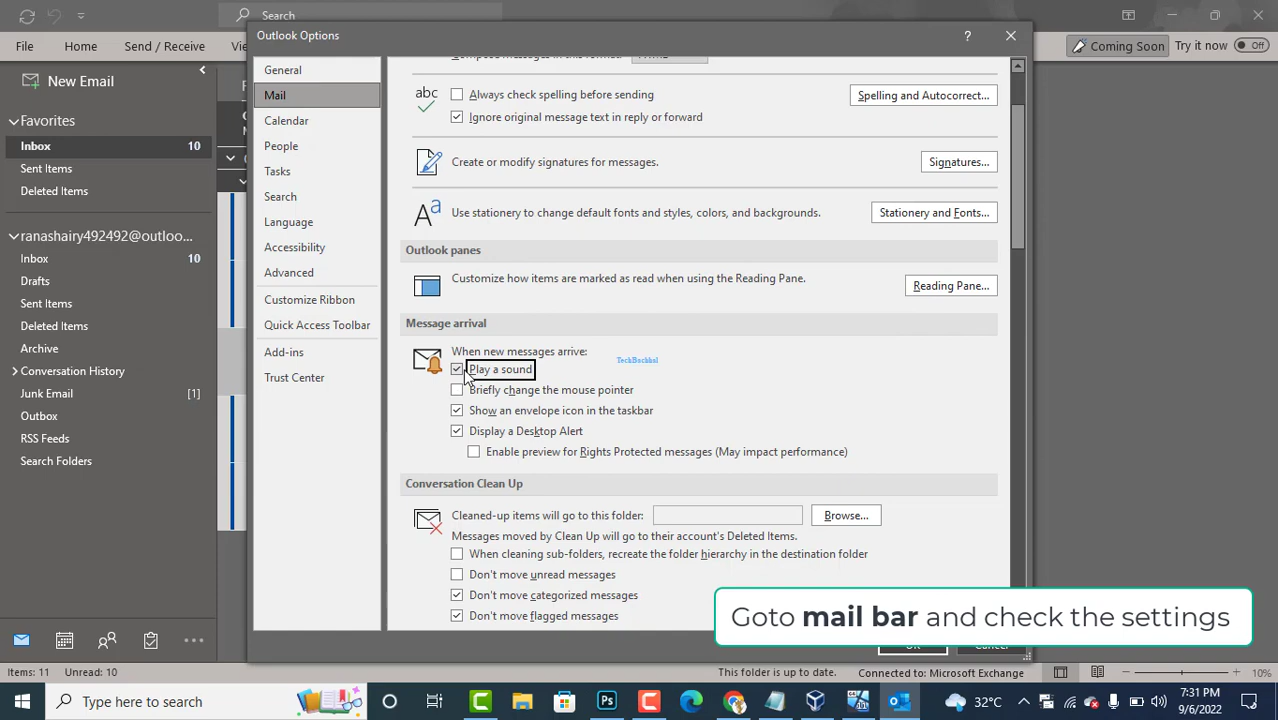 Search
Outlook Options
?
File
Home
Send / Receive
Coming Soon
Try it now
Off
New Email
Favorites
Inbox 10
Sent Items
Deleted Items
ranashairy492492@outloo...
Inbox 10
Drafts
Sent Items
Deleted Items
Archive
Conversation History
Junk Email [1]
Outbox
RSS Feeds
Search Folders
General
Mail
Calendar
People
Tasks
Search
Language
Accessibility
Advanced
Customize Ribbon
Quick Access Toolbar
Add-ins
Trust Center
abc
Always check spelling before sending
Spelling and Autocorrect...
Ignore original message text in reply or forward
Create or modify signatures for messages.
Signatures...
Aa
Use stationery to change default fonts and styles, colors, and backgrounds.
Stationery and Fonts...
Outlook panes
Customize how items are marked as read when using the Reading Pane.
Reading Pane...
Message arrival
When new messages arrive:
TechBachhal
Play a sound
Briefly change the mouse pointer
Show an envelope icon in the taskbar
Display a Desktop Alert
Enable preview for Rights Protected messages (May impact performance)
Conversation Clean Up
Cleaned-up items will go to this folder:
Browse...
Messages moved by Clean Up will go to their account's Deleted Items.
When cleaning sub-folders, recreate the folder hierarchy in the destination folder
Don't move unread messages
Don't move categorized messages
Don't move flagged messages
Goto mail bar and check the settings
Items: 11 Unread: 10
This folder is up to date.
Connected to: Microsoft Exchange
10%
Type here to search
Ps
32°C
7:31 PM
9/6/2022